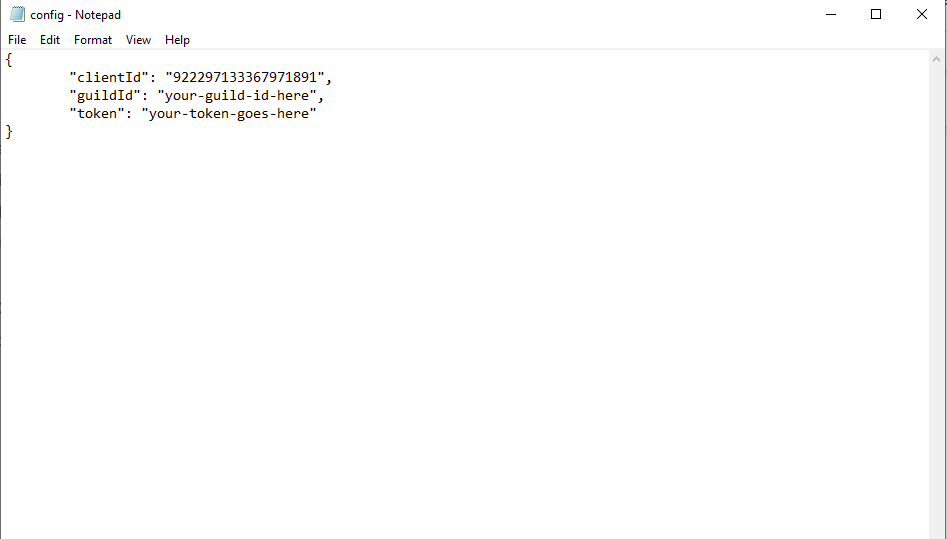 config - Notepad
File Edit Format View Help
{
"clientId": "922297133367971891",
"guildId": "your-guild-id-here",
"token": "your-token-goes-here"
}